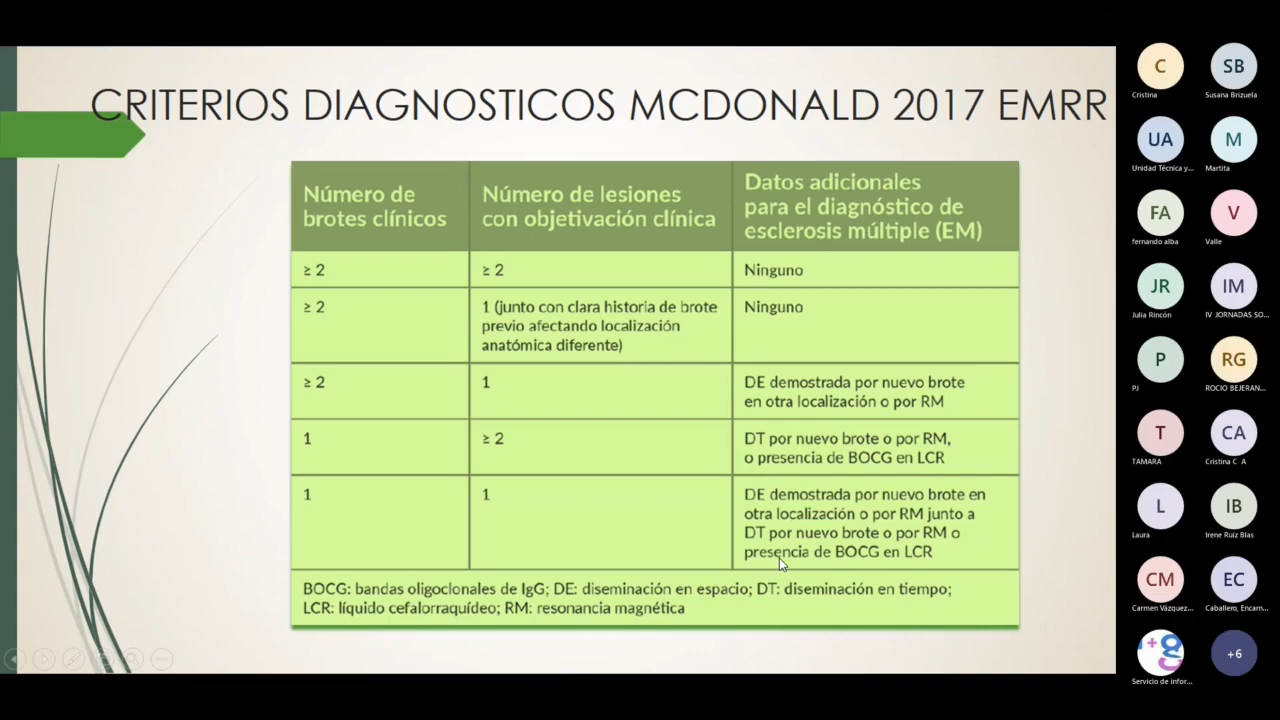 CRITERIOS DIAGNOSTICOS MCDONALD 2017 EMRR
Número de
brotes clínicos
Número de lesiones
con objetivación clínica
Datos adicionales
para el diagnóstico de
esclerosis múltiple (EM)
≥ 2
≥ 2
Ninguno
≥ 2
1 (junto con clara historia de brote
previo afectando localización
anatómica diferente)
Ninguno
≥ 2
1
DE demostrada por nuevo brote
en otra localización o por RM
1
≥ 2
DT por nuevo brote o por RM,
o presencia de BOCG en LCR
1
1
DE demostrada por nuevo brote en
otra localización o por RM junto a
DT por nuevo brote o por RM o
presencia de BOCG en LCR
BOCG: bandas oligoclonales de IgG; DE: diseminación en espacio; DT: diseminación en tiempo;
LCR: líquido cefalorraquídeo; RM: resonancia magnética
C
Cristina
SB
Susana Brizuela
UA
Unidad Técnica y...
M
Martita
FA
fernando alba
V
Valle
JR
Julia Rincón
IM
IV JORNADAS SO...
P
PJ
RG
ROCIO BEJERAN...
T
TAMARA
CA
Cristina C A
L
Laura
IB
Irene Ruiz Blas
CM
Carmen Vázquez...
EC
Caballero, Encarn...
Servicio de infor...
+6